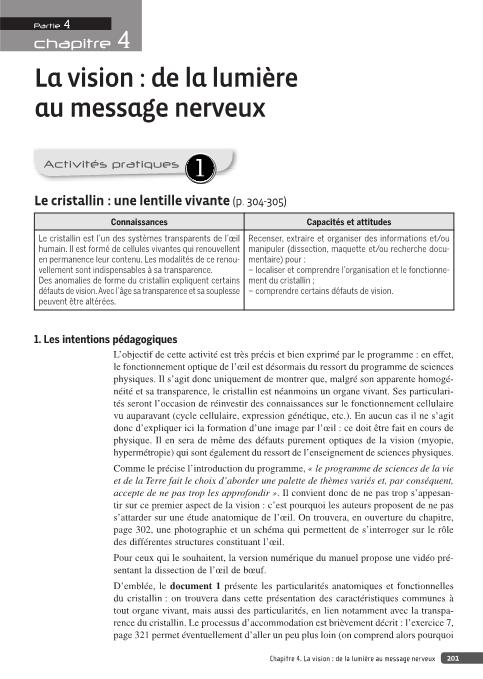 Partie 4
chapitre 4
La vision : de la lumière
au message nerveux
Activités pratiques 1
Le cristallin : une lentille vivante (p. 304-305)
Connaissances
Le cristallin est l'un des systèmes transparents de l'œil
humain. Il est formé de cellules vivantes qui renouvellent
en permanence leur contenu. Les modalités de ce renou-
vellement sont indispensables à sa transparence.
Des anomalies de forme du cristallin expliquent certains
défauts de vision. Avec l'âge sa transparence et sa souplesse
peuvent être altérées.
Capacités et attitudes
Recenser, extraire et organiser des informations et/ou
manipuler (dissection, maquette et/ou recherche docu-
mentaire) pour :
– localiser et comprendre l'organisation et le fonctionne-
ment du cristallin ;
– comprendre certains défauts de vision.
1. Les intentions pédagogiques
L'objectif de cette activité est très précis et bien exprimé par le programme : en effet,
le fonctionnement optique de l'œil est désormais du ressort du programme de sciences
physiques. Il s'agit donc uniquement de montrer que, malgré son apparente homogé-
néité et sa transparence, le cristallin est néanmoins un organe vivant. Ses particulari-
tés seront l'occasion de réinvestir des connaissances sur le fonctionnement cellulaire
vu auparavant (cycle cellulaire, expression génétique, etc.). En aucun cas il ne s'agit
donc d'expliquer ici la formation d'une image par l'œil : ce doit être fait en cours de
physique. Il en sera de même des défauts purement optiques de la vision (myopie,
hypermétropie) qui sont également du ressort de l'enseignement de sciences physiques.
Comme le précise l'introduction du programme, « le programme de sciences de la vie
et de la Terre fait le choix d'aborder une palette de thèmes variés et, par conséquent,
accepte de ne pas trop les approfondir ». Il convient donc de ne pas trop s'appesan-
tir sur ce premier aspect de la vision : c'est pourquoi les auteurs proposent de ne pas
s'attarder sur une étude anatomique de l'œil. On trouvera, en ouverture du chapitre,
page 302, une photographie et un schéma qui permettent de s'interroger sur le rôle
des différentes structures constituant l'œil.
Pour ceux qui le souhaitent, la version numérique du manuel propose une vidéo pré-
sentant la dissection de l'œil de bœuf.
D'emblée, le document 1 présente les particularités anatomiques et fonctionnelles
du cristallin : on trouvera dans cette présentation des caractéristiques communes à
tout organe vivant, mais aussi des particularités, en lien notamment avec la transpa-
rence du cristallin. Le processus d'accommodation est brièvement décrit : l'exercice 7,
page 321 permet éventuellement d'aller un peu plus loin (on comprend alors pourquoi
Chapitre 4. La vision : de la lumière au message nerveux 201